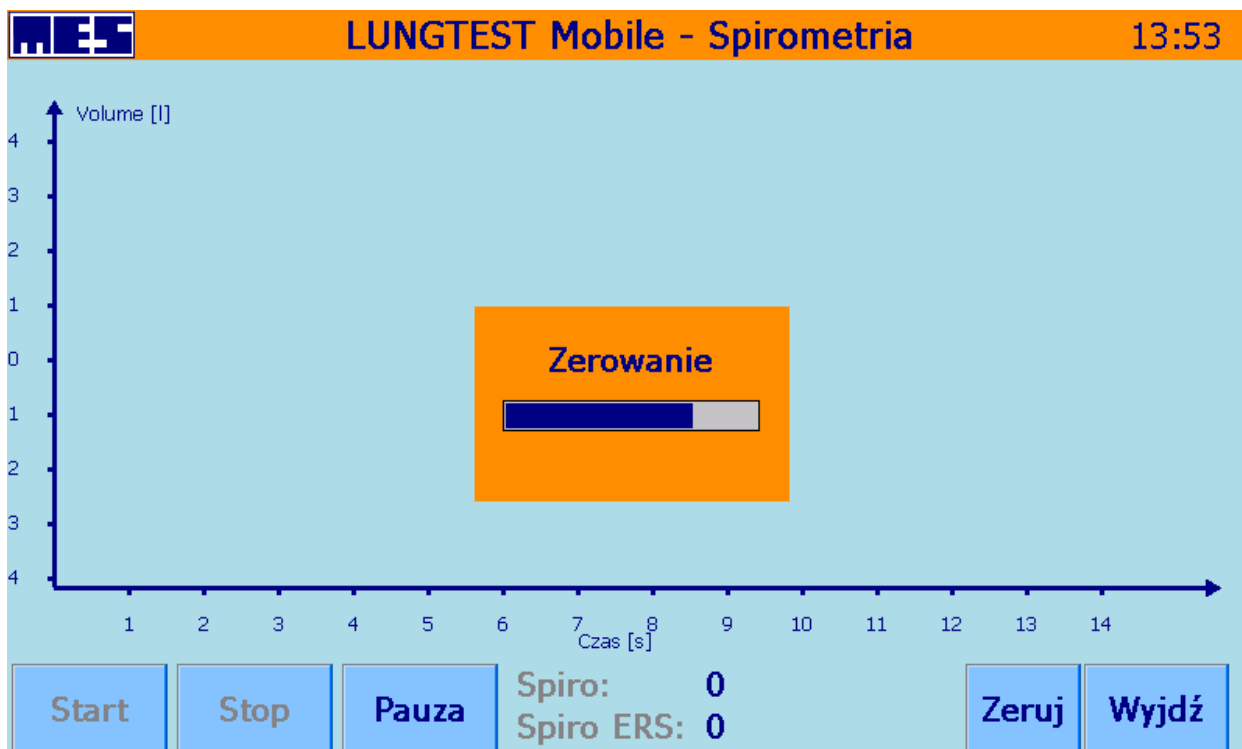 MES
LUNGTEST Mobile - Spirometria
13:53
Volume [l]
4
3
2
1
0
1
2
3
4
Zerowanie
1 2 3 4 5 6 7 8 9 10 11 12 13 14
Czas [s]
Start
Stop
Pauza
Spiro: 0
Spiro ERS: 0
Zeruj
Wyjdź